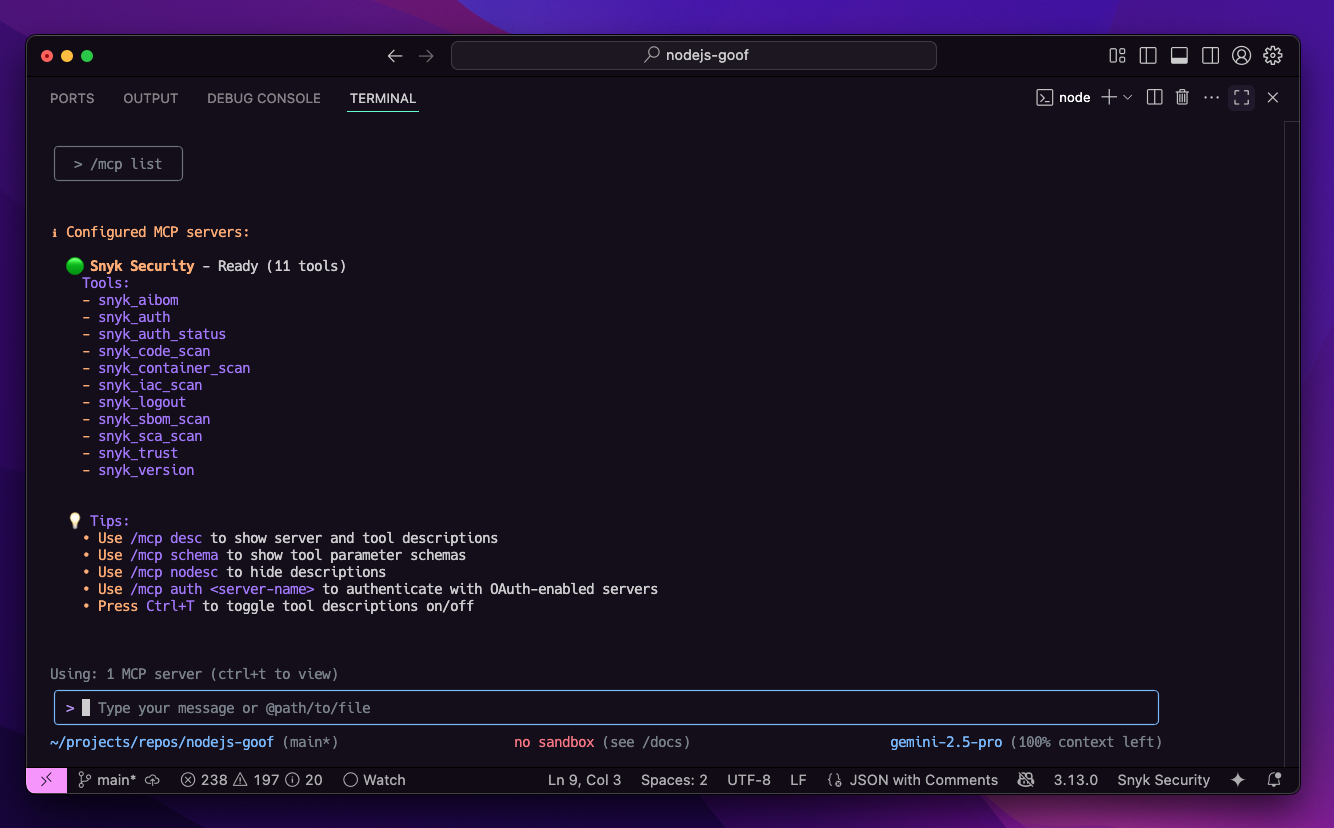 nodejs-goof
PORTS OUTPUT DEBUG CONSOLE TERMINAL node
> /mcp list
ℹ Configured MCP servers:
Snyk Security - Ready (11 tools)
Tools:
- snyk_aibom
- snyk_auth
- snyk_auth_status
- snyk_code_scan
- snyk_container_scan
- snyk_iac_scan
- snyk_logout
- snyk_sbom_scan
- snyk_sca_scan
- snyk_trust
- snyk_version
💡 Tips:
• Use /mcp desc to show server and tool descriptions
• Use /mcp schema to show tool parameter schemas
• Use /mcp nodesc to hide descriptions
• Use /mcp auth <server-name> to authenticate with OAuth-enabled servers
• Press Ctrl+T to toggle tool descriptions on/off
Using: 1 MCP server (ctrl+t to view)
> Type your message or @path/to/file
~/projects/repos/nodejs-goof (main*) no sandbox (see /docs) gemini-2.5-pro (100% context left)
main* 238 197 20 Watch Ln 9, Col 3 Spaces: 2 UTF-8 LF JSON with Comments 3.13.0 Snyk Security